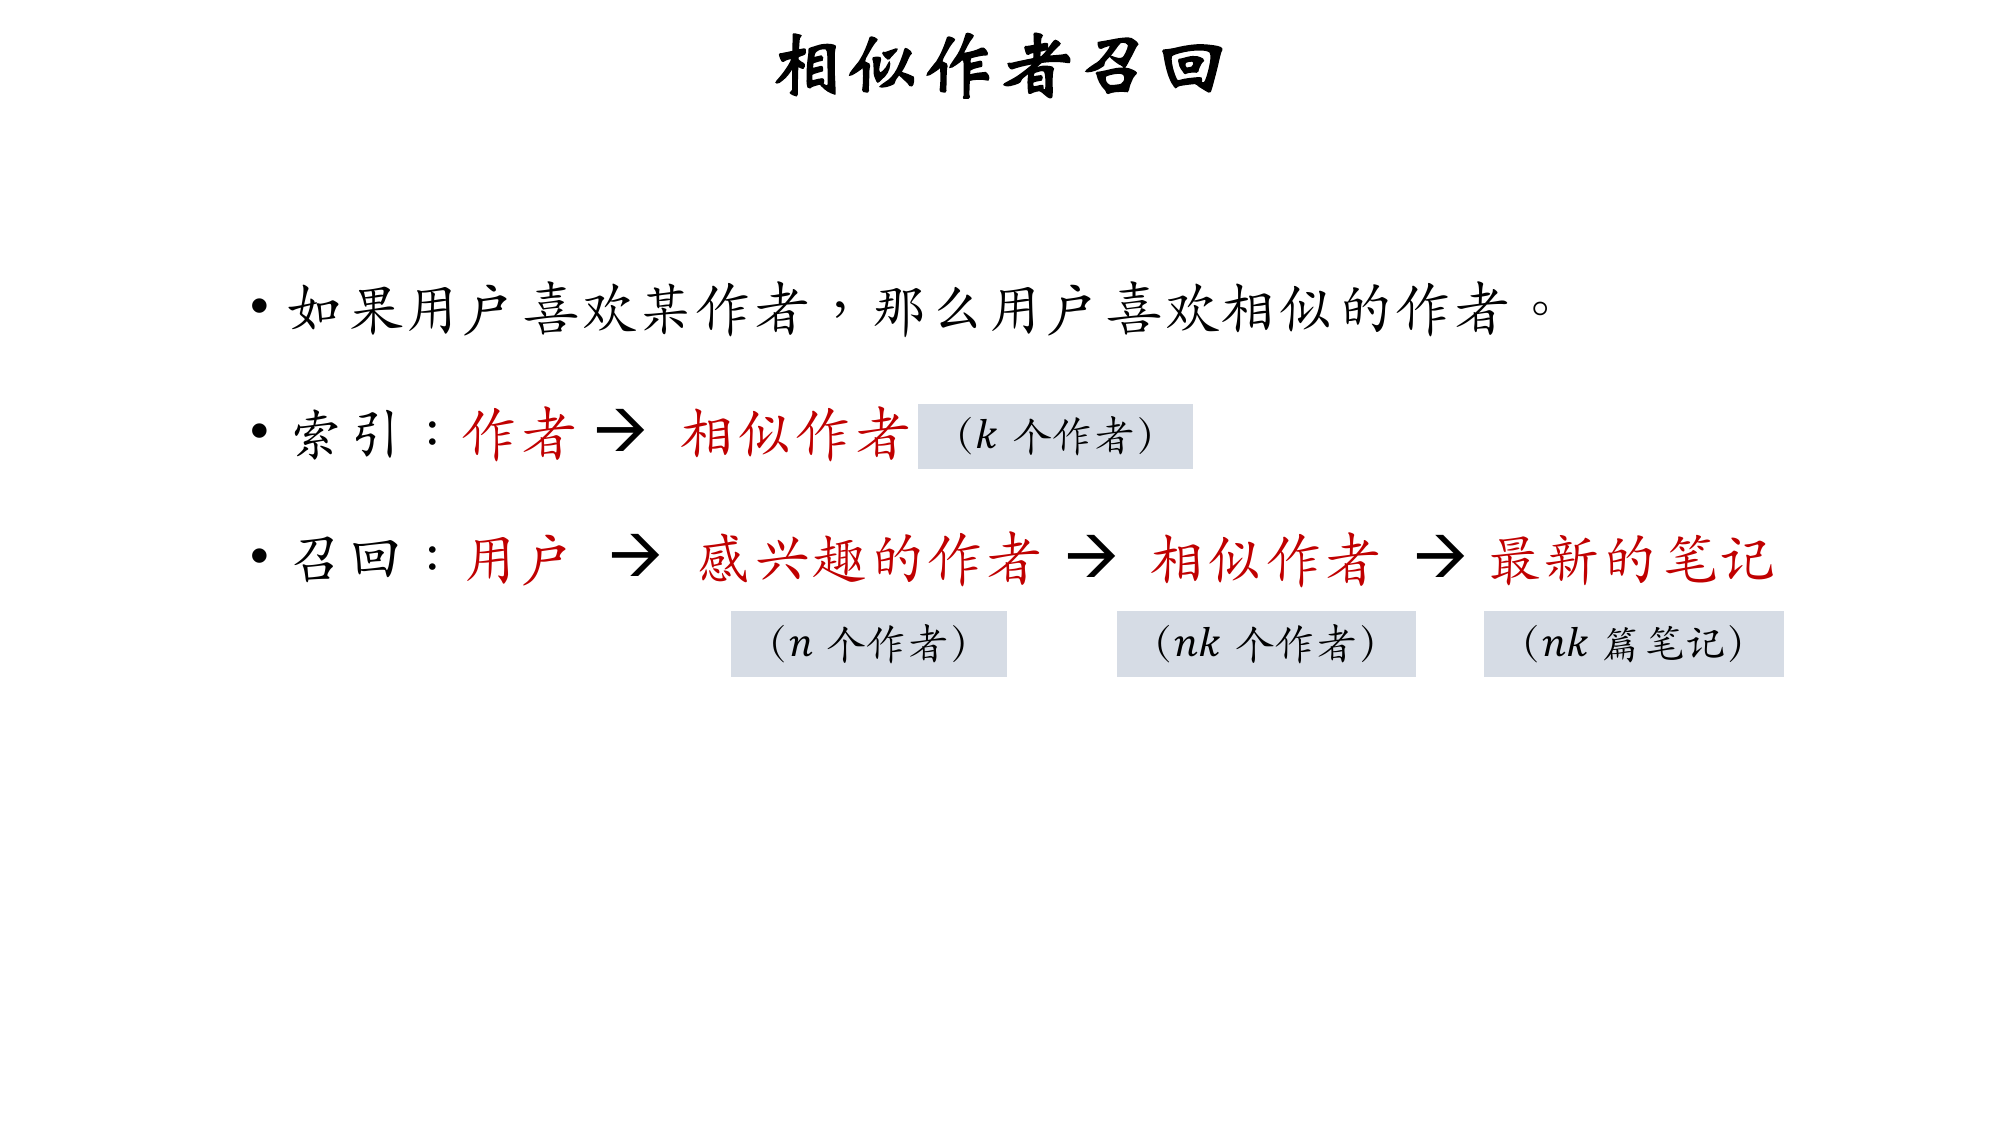 相似作者召回
• 如果用户喜欢某作者，那么用户喜欢相似的作者。
• 索引：作者 → 相似作者 （k 个作者）
• 召回：用户 → 感兴趣的作者 → 相似作者 → 最新的笔记
（n 个作者） （nk 个作者） （nk 篇笔记）